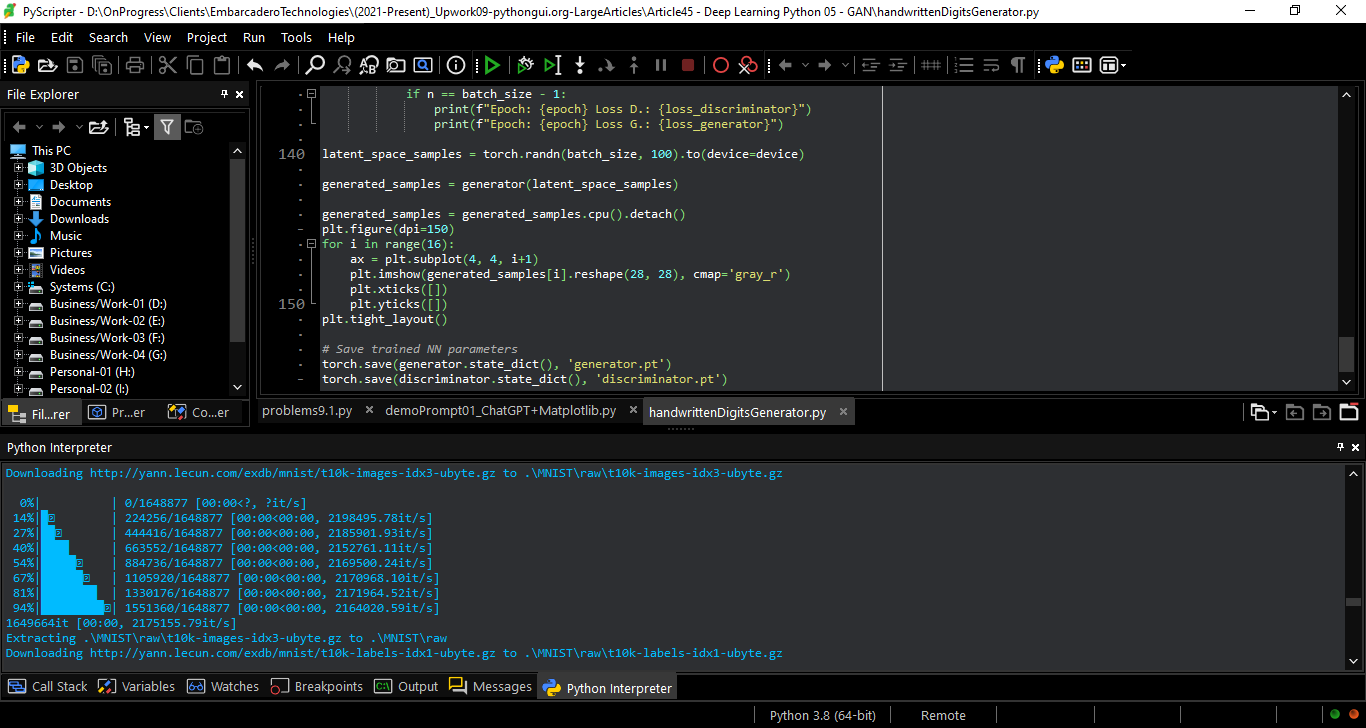 PyScripter - D:\OnProgress\Clients\EmbarcaderoTechnologies\(2021-Present)_Upwork09-pythongui.org-LargeArticles\Article45 - Deep Learning Python 05 - GAN\handwrittenDigitsGenerator.py
File Edit Search View Project Run Tools Help
File Explorer
This PC
3D Objects
Desktop
Documents
Downloads
Music
Pictures
Videos
Systems (C:)
Business/Work-01 (D:)
Business/Work-02 (E:)
Business/Work-03 (F:)
Business/Work-04 (G:)
Personal-01 (H:)
Personal-02 (I:)
Fil...rer Pr...er Co...er
if n == batch_size - 1:
print(f"Epoch: {epoch} Loss D.: {loss_discriminator}")
print(f"Epoch: {epoch} Loss G.: {loss_generator}")
140 latent_space_samples = torch.randn(batch_size, 100).to(device=device)
generated_samples = generator(latent_space_samples)
generated_samples = generated_samples.cpu().detach()
plt.figure(dpi=150)
for i in range(16):
ax = plt.subplot(4, 4, i+1)
plt.imshow(generated_samples[i].reshape(28, 28), cmap='gray_r')
plt.xticks([])
150 plt.yticks([])
plt.tight_layout()
# Save trained NN parameters
torch.save(generator.state_dict(), 'generator.pt')
torch.save(discriminator.state_dict(), 'discriminator.pt')
problems9.1.py demoPrompt01_ChatGPT+Matplotlib.py handwrittenDigitsGenerator.py
Python Interpreter
Downloading http://yann.lecun.com/exdb/mnist/t10k-images-idx3-ubyte.gz to .\MNIST\raw\t10k-images-idx3-ubyte.gz
0%| | 0/1648877 [00:00<?, ?it/s]
14%| | 224256/1648877 [00:00<00:00, 2198495.78it/s]
27%| | 444416/1648877 [00:00<00:00, 2185901.93it/s]
40%| | 663552/1648877 [00:00<00:00, 2152761.11it/s]
54%| | 884736/1648877 [00:00<00:00, 2169500.24it/s]
67%| | 1105920/1648877 [00:00<00:00, 2170968.10it/s]
81%| | 1330176/1648877 [00:00<00:00, 2171964.52it/s]
94%| | 1551360/1648877 [00:00<00:00, 2164020.59it/s]
1649664it [00:00, 2175155.79it/s]
Extracting .\MNIST\raw\t10k-images-idx3-ubyte.gz to .\MNIST\raw
Downloading http://yann.lecun.com/exdb/mnist/t10k-labels-idx1-ubyte.gz to .\MNIST\raw\t10k-labels-idx1-ubyte.gz
Call Stack Variables Watches Breakpoints Output Messages Python Interpreter
Python 3.8 (64-bit) Remote